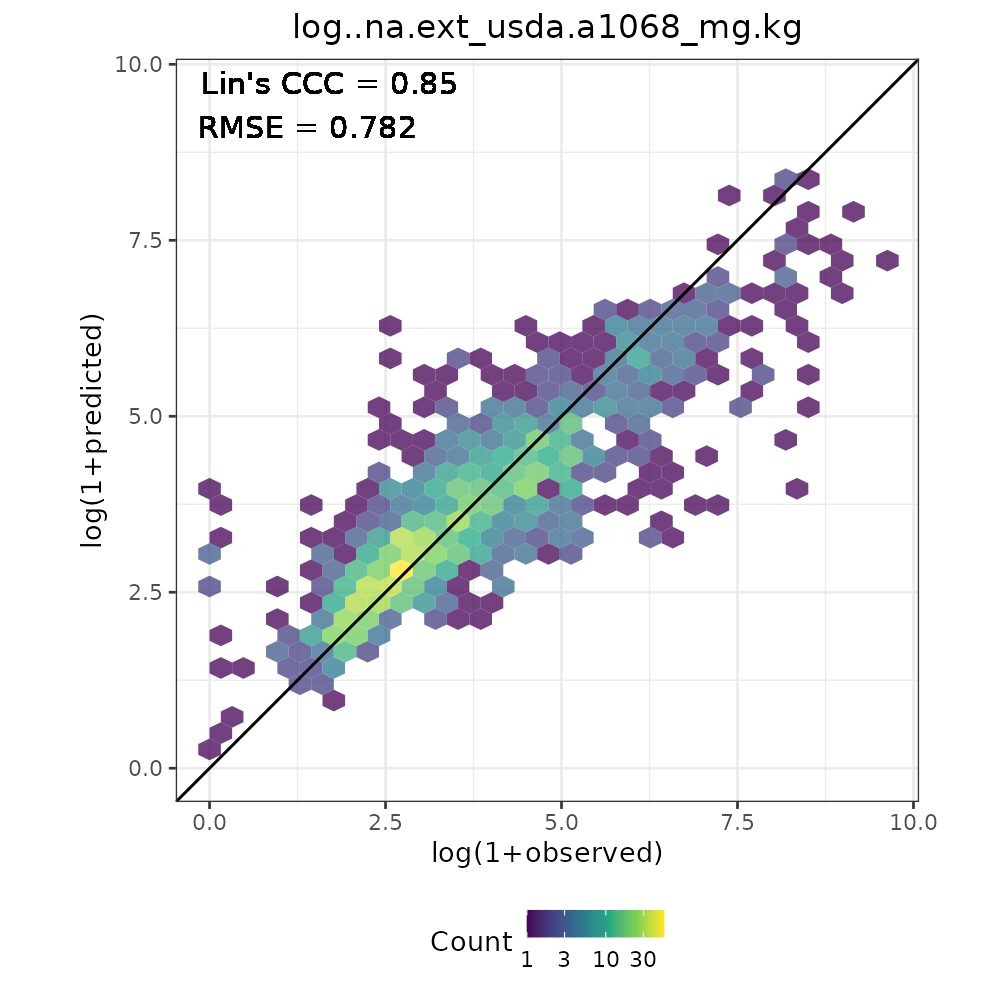 log..na.ext_usda.a1068_mg.kg
Lin's CCC = 0.85
RMSE = 0.782
10.0
7.5
5.0
2.5
0.0
log(1+predicted)
0.0 2.5 5.0 7.5 10.0
log(1+observed)
Count
1 3 10 30